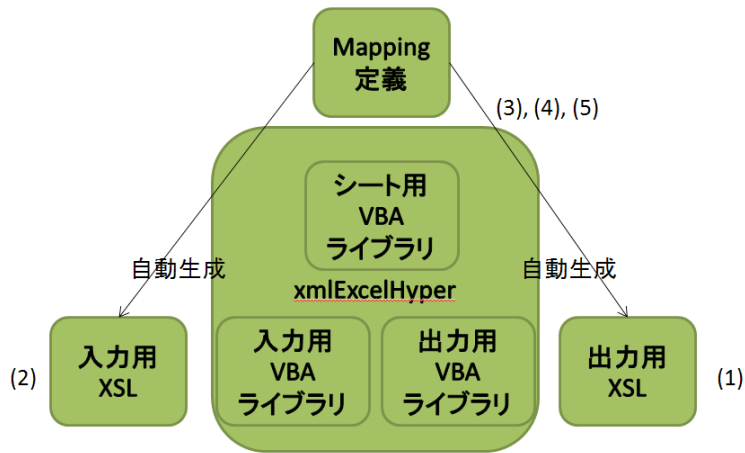 Mapping
定義
(3), (4), (5)
シート用
VBA
ライブラリ
自動生成
自動生成
xmlExcelHyper
(2)
入力用
XSL
入力用
VBA
ライブラリ
出力用
VBA
ライブラリ
出力用
XSL
(1)